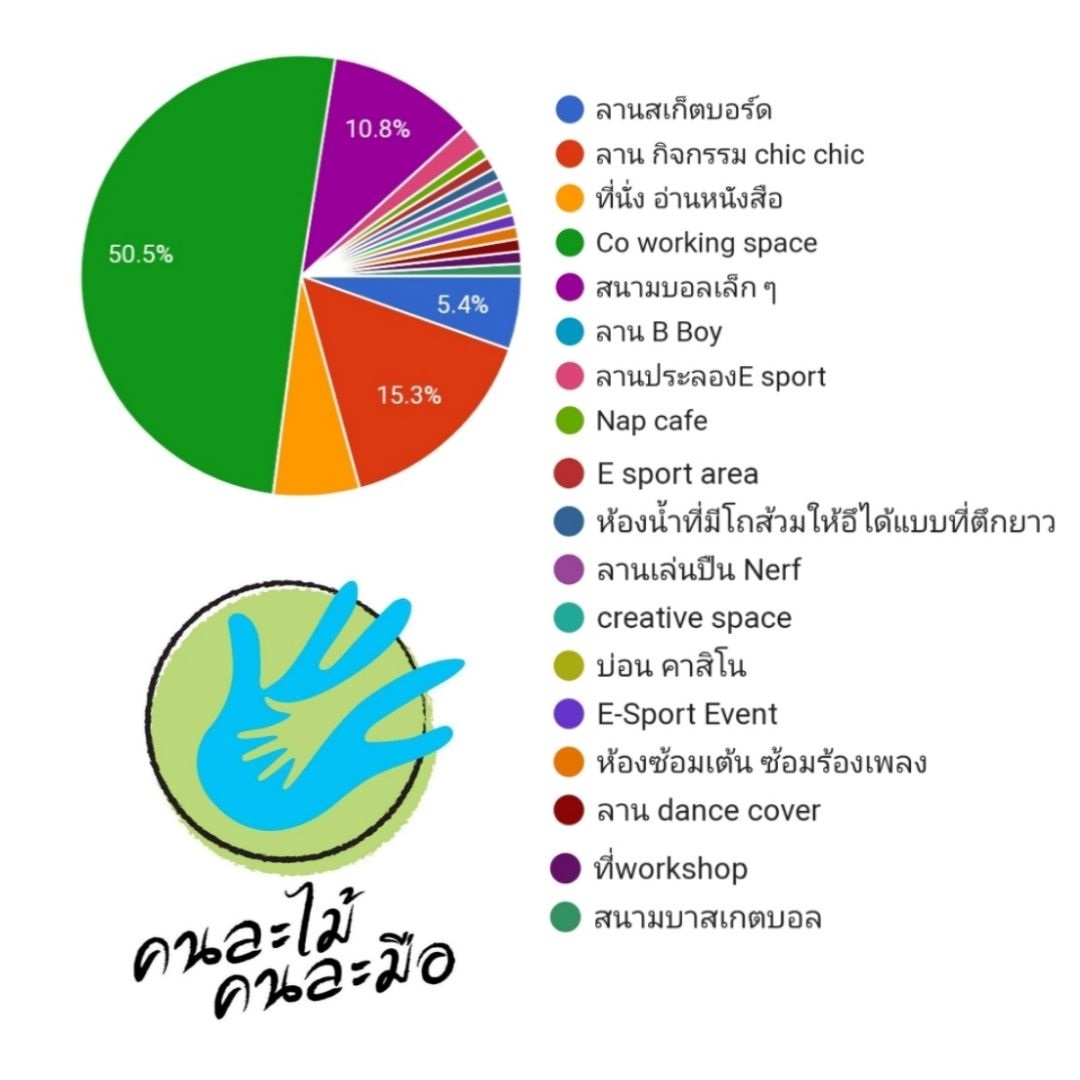 10.8%
50.5%
5.4%
15.3%
ลานสเก็ตบอร์ด
ลาน กิจกรรม chic chic
ที่นั่ง อ่านหนังสือ
Co working space
สนามบอลเล็ก ๆ
ลาน B Boy
ลานประลองE sport
Nap cafe
E sport area
ห้องน้ำที่มีโถส้วมให้อึได้แบบที่ตึกยาว
ลานเล่นปืน Nerf
creative space
บ่อน คาสิโน
E-Sport Event
ห้องซ้อมเต้น ซ้อมร้องเพลง
ลาน dance cover
ที่workshop
สนามบาสเกตบอล
คนละไม้
คนละมือ